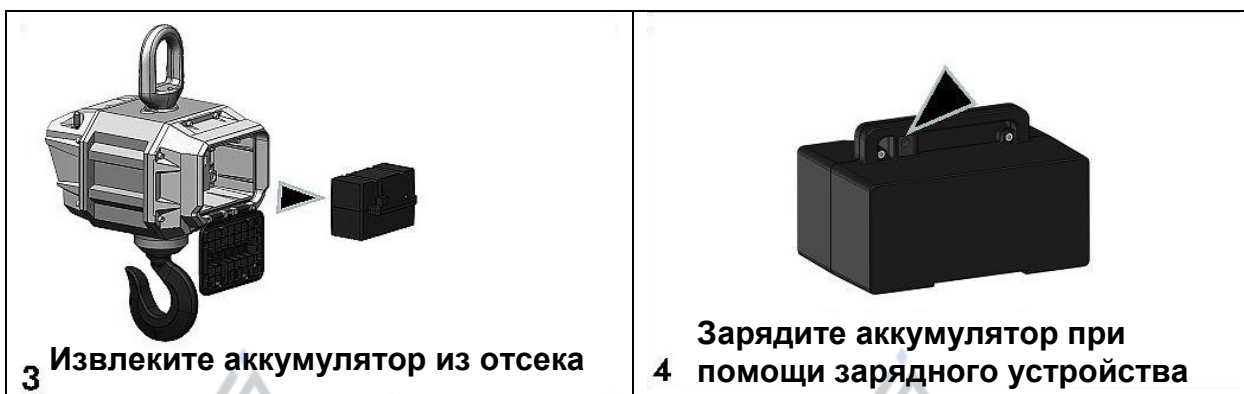 3 Извлеките аккумулятор из отсека
Зарядите аккумулятор при
4 помощи зарядного устройства